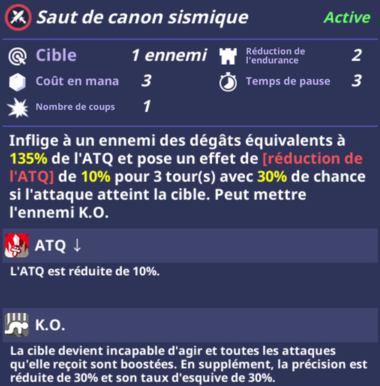 Saut de canon sismique Active
Cible 1 ennemi Réduction de l'endurance 2
Coût en mana 3 Temps de pause 3
Nombre de coups 1
Inflige à un ennemi des dégâts équivalents à
135% de l'ATQ et pose un effet de [réduction de
l'ATQ] de 10% pour 3 tour(s) avec 30% de chance
si l'attaque atteint la cible. Peut mettre
l'ennemi K.O.
ATQ ↓
L'ATQ est réduite de 10%.
K.O.
La cible devient incapable d'agir et toutes les attaques
qu'elle reçoit sont boostées. En supplément, la précision est
réduite de 30% et son taux d'esquive de 30%.